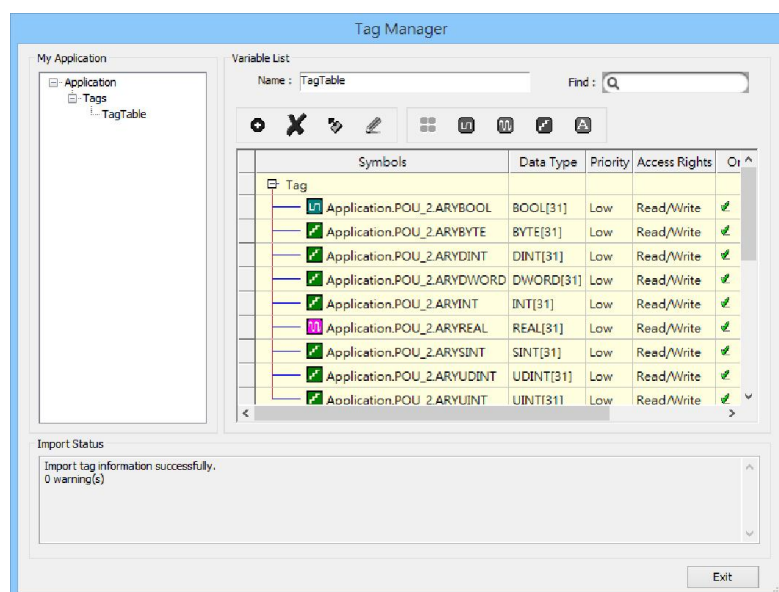 Tag Manager
My Application
Application
Tags
TagTable
Variable List
Name : TagTable
Find :
A
Symbols Data Type Priority Access Rights
Tag
Application.POU_2.ARYBOOL BOOL[31] Low Read/Write
Application.POU_2.ARYBYTE BYTE[31] Low Read/Write
Application.POU_2.ARYDINT DINT[31] Low Read/Write
Application.POU_2.ARYDWORD DWORD[31] Low Read/Write
Application.POU_2.ARYINT INT[31] Low Read/Write
Application.POU_2.ARYREAL REAL[31] Low Read/Write
Application.POU_2.ARYSINT SINT[31] Low Read/Write
Application.POU_2.ARYUDINT UDINT[31] Low Read/Write
Application.POU_2.ARYUINT UINT[31] Low Read/Write
Import Status
Import tag information successfully.
0 warning(s)
Exit